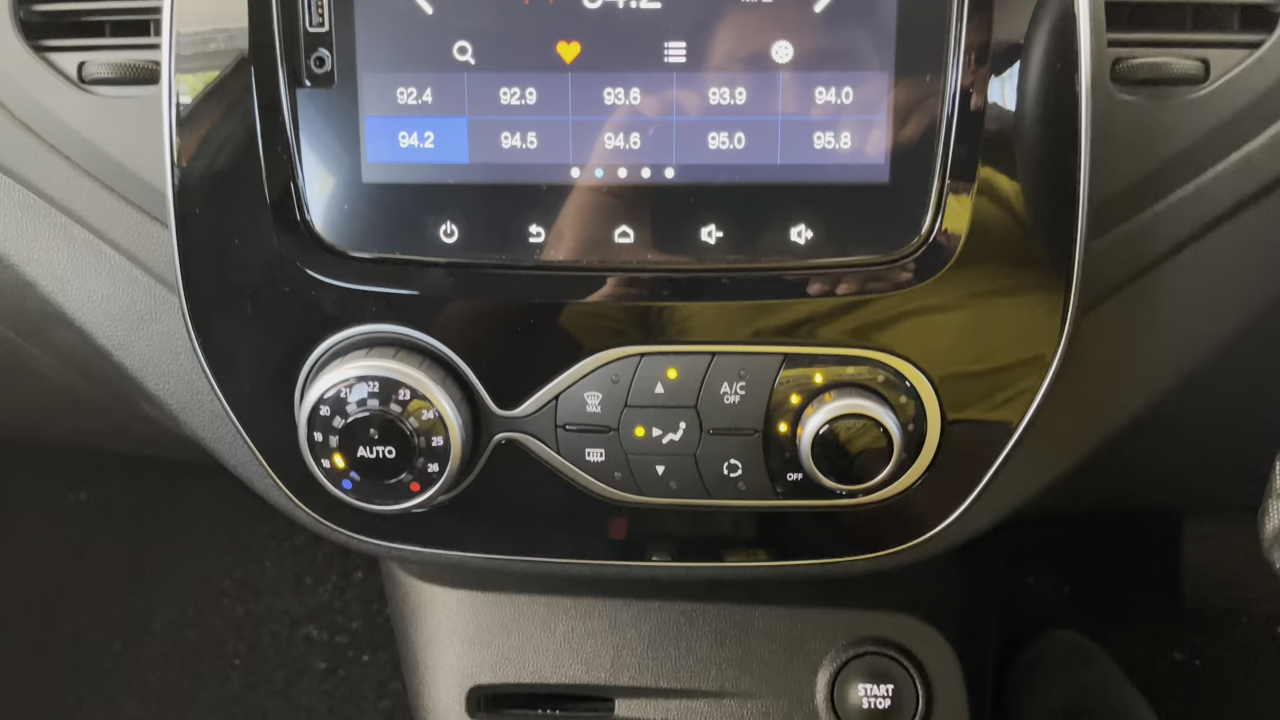 92.4 92.9 93.6 93.9 94.0
94.2 94.5 94.6 95.0 95.8
18 19 20 21 22 23 24 25 26
AUTO
MAX
A/C
OFF
OFF
START
STOP